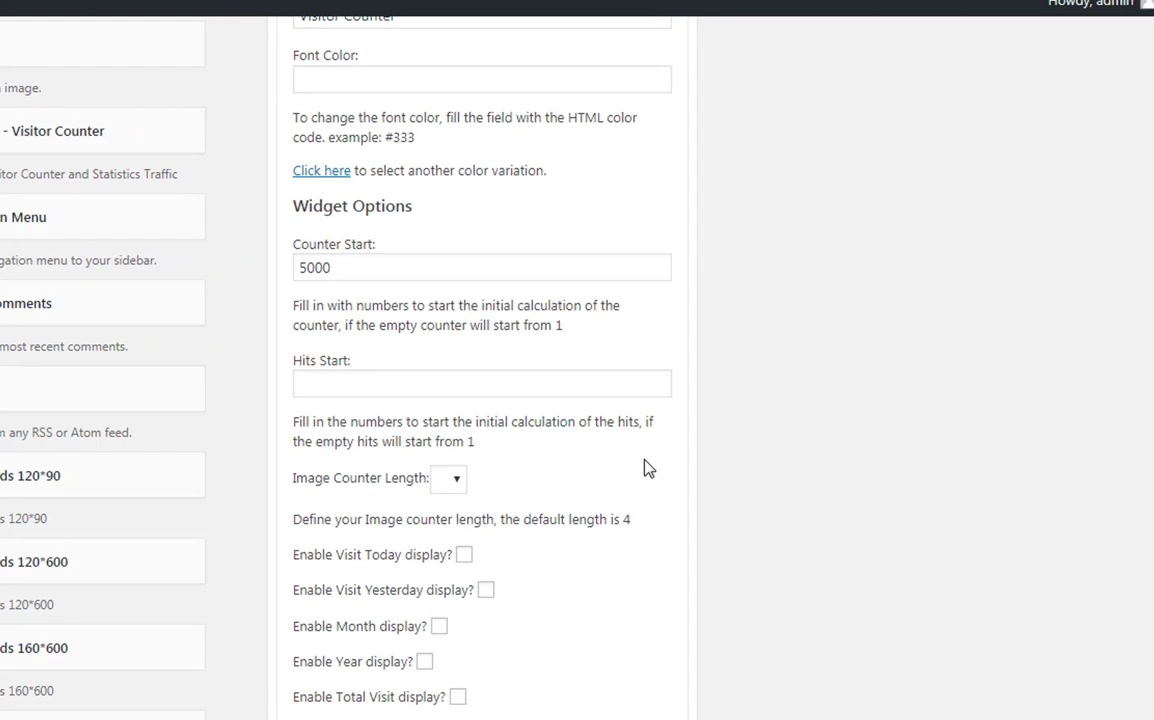 Howdy, admin
Visitor Counter
Font Color:
image.
To change the font color, fill the field with the HTML color
code. example: #333
- Visitor Counter
Click here to select another color variation.
itor Counter and Statistics Traffic
Widget Options
n Menu
Counter Start:
gation menu to your sidebar.
5000
omments
Fill in with numbers to start the initial calculation of the
counter, if the empty counter will start from 1
most recent comments.
Hits Start:
m any RSS or Atom feed.
Fill in the numbers to start the initial calculation of the hits, if
the empty hits will start from 1
ds 120*90
Image Counter Length:
s 120*90
Define your Image counter length, the default length is 4
ds 120*600
Enable Visit Today display?
Enable Visit Yesterday display?
s 120*600
Enable Month display?
ds 160*600
Enable Year display?
s 160*600
Enable Total Visit display?